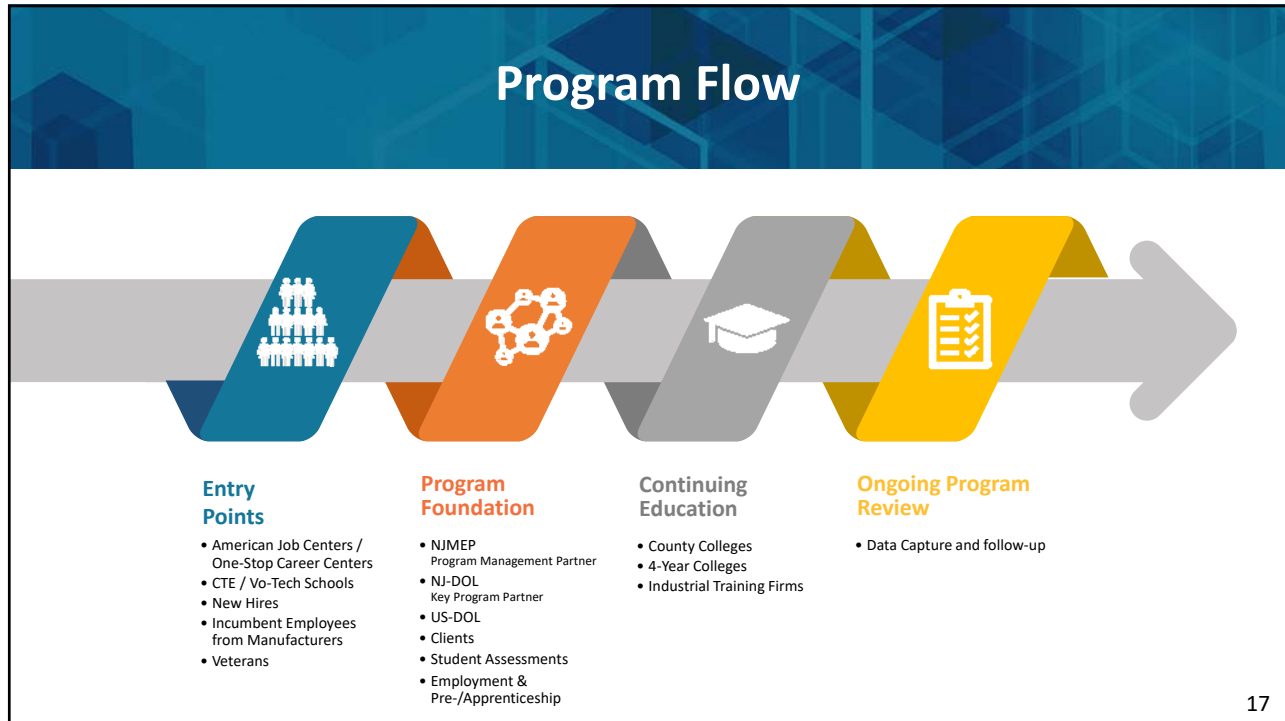 Program Flow
Entry
Points
• American Job Centers /
One-Stop Career Centers
• CTE / Vo-Tech Schools
• New Hires
• Incumbent Employees
from Manufacturers
• Veterans
Program
Foundation
• NJMEP
Program Management Partner
• NJ-DOL
Key Program Partner
• US-DOL
• Clients
• Student Assessments
• Employment &
Pre-/Apprenticeship
Continuing
Education
• County Colleges
• 4-Year Colleges
• Industrial Training Firms
Ongoing Program
Review
• Data Capture and follow-up
17